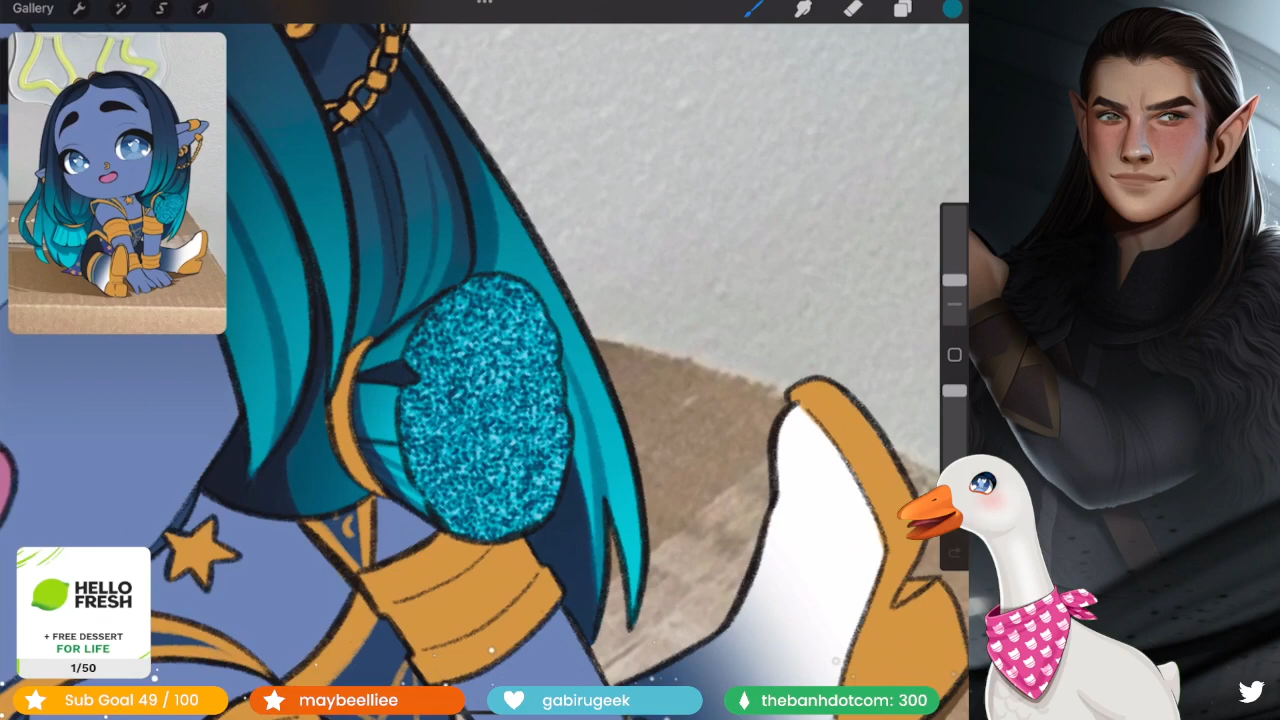 Gallery
HELLO
FRESH
+ FREE DESSERT
FOR LIFE
1/50
Sub Goal 49 / 100
maybeelliee
gabirugeek
thebanhdotcom: 300